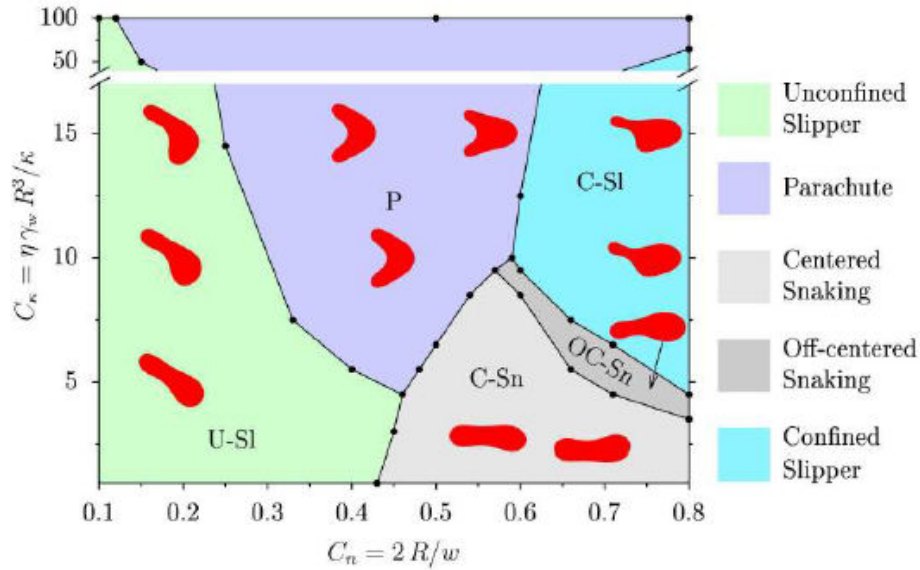 100
50
15
10
5
C_κ = η γ_w R³/κ
P
C-Sl
OC-Sn
C-Sn
U-Sl
0.1 0.2 0.3 0.4 0.5 0.6 0.7 0.8
C_n = 2 R/w
Unconfined
Slipper
Parachute
Centered
Snaking
Off-centered
Snaking
Confined
Slipper